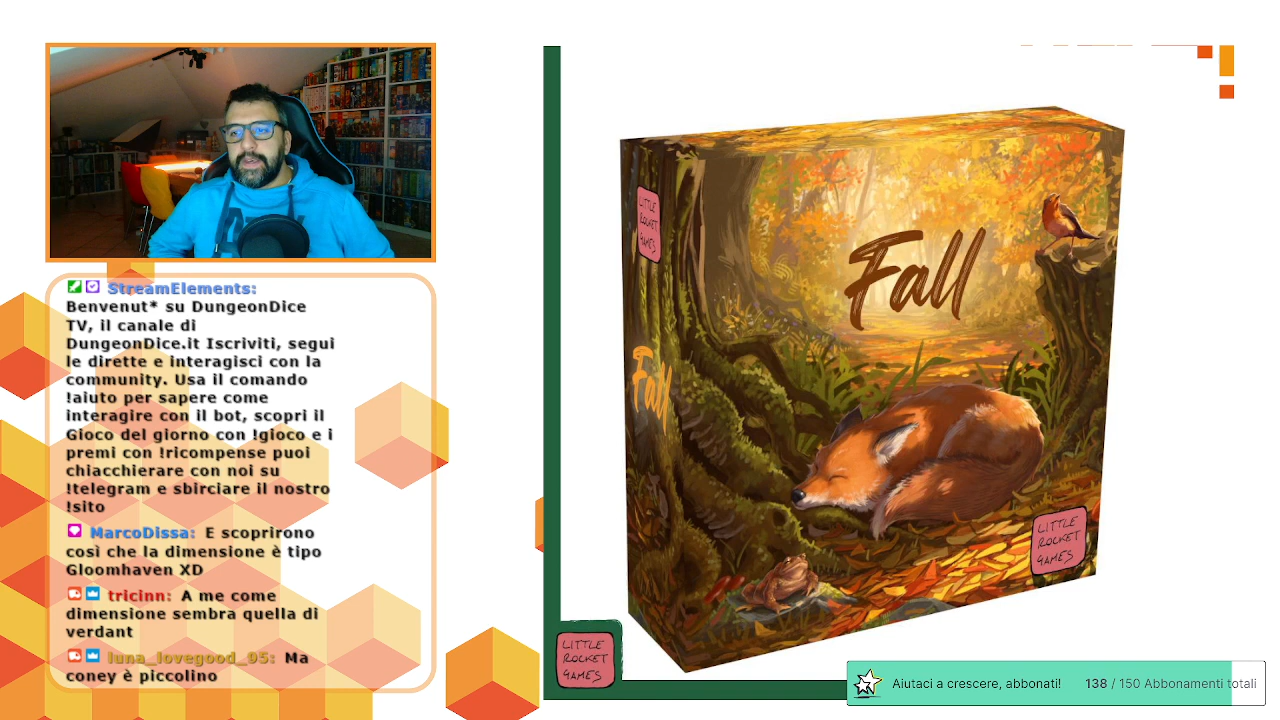 StreamElements:
Benvenut* su DungeonDice
TV, il canale di
DungeonDice.it Iscriviti, segui
le dirette e interagisci con la
community. Usa il comando
!aiuto per sapere come
interagire con il bot, scopri il
Gioco del giorno con !gioco e i
premi con !ricompense puoi
chiacchierare con noi su
!telegram e sbirciare il nostro
!sito
MarcoDissa: E scoprirono
così che la dimensione è tipo
Gloomhaven XD
tricinn: A me come
dimensione sembra quella di
verdant
luna_lovegood_95: Ma
coney è piccolino
LITTLE
ROCKET
GAMES
Fall
Fall
LITTLE
ROCKET
GAMES
LITTLE
ROCKET
GAMES
Aiutaci a crescere, abbonati! 138 / 150 Abbonamenti totali